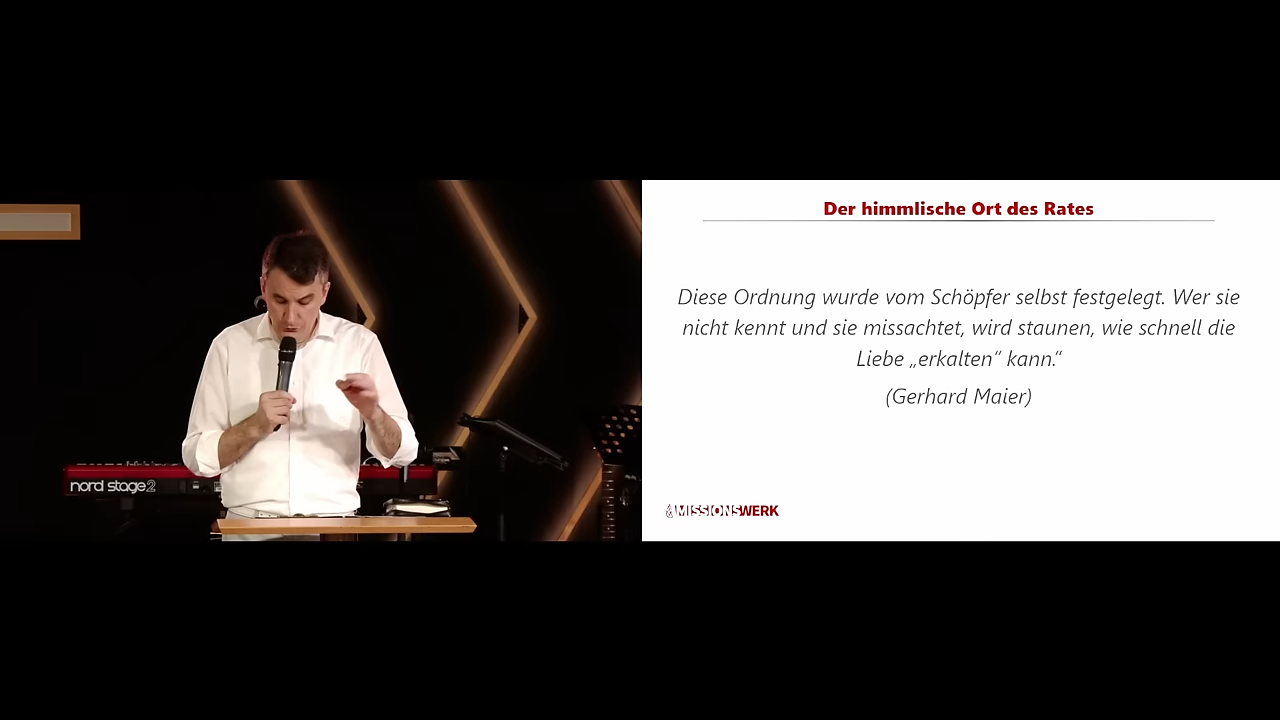 nord stage2
Der himmlische Ort des Rates
Diese Ordnung wurde vom Schöpfer selbst festgelegt. Wer sie
nicht kennt und sie missachtet, wird staunen, wie schnell die
Liebe „erkalten“ kann.“
(Gerhard Maier)
MISSIONSWERK